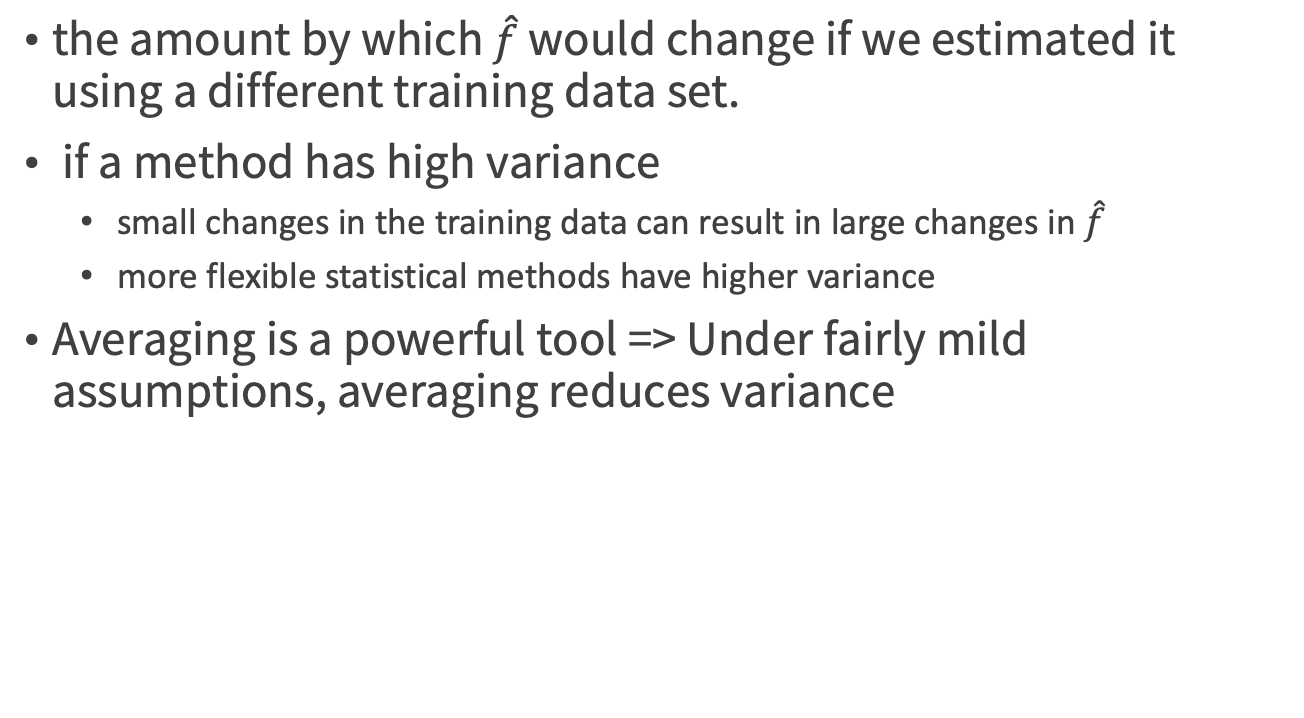 • the amount by which f̂ would change if we estimated it
using a different training data set.
• if a method has high variance
• small changes in the training data can result in large changes in f̂
• more flexible statistical methods have higher variance
• Averaging is a powerful tool => Under fairly mild
assumptions, averaging reduces variance